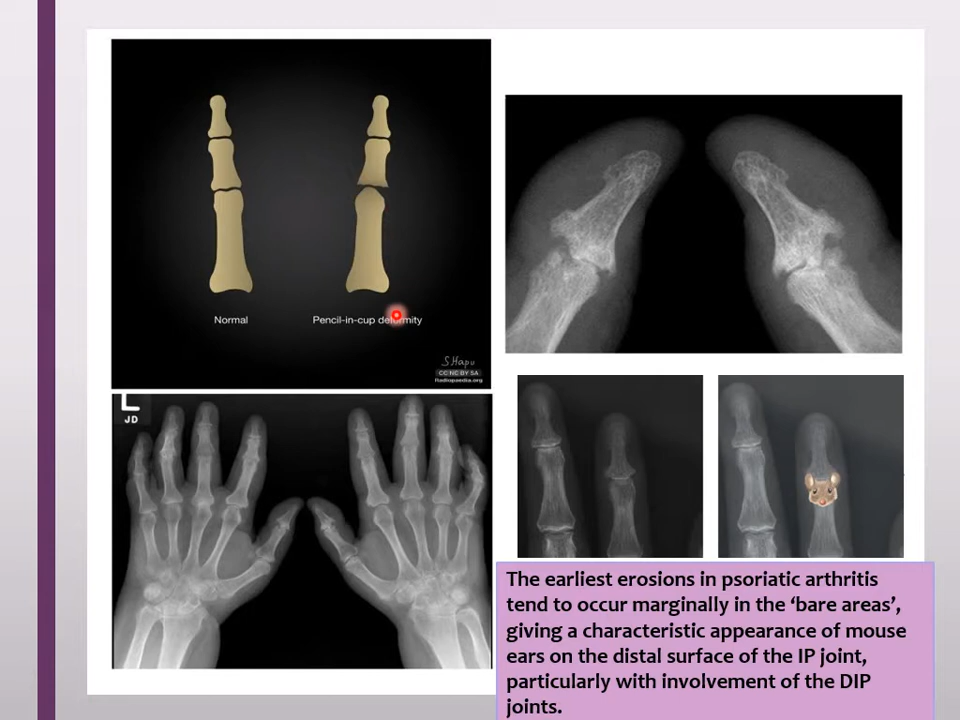 Normal
Pencil-in-cup deformity
S Hapu
CC NC BY SA
Radiopaedia.org
L
JD
The earliest erosions in psoriatic arthritis
tend to occur marginally in the ‘bare areas’,
giving a characteristic appearance of mouse
ears on the distal surface of the IP joint,
particularly with involvement of the DIP
joints.